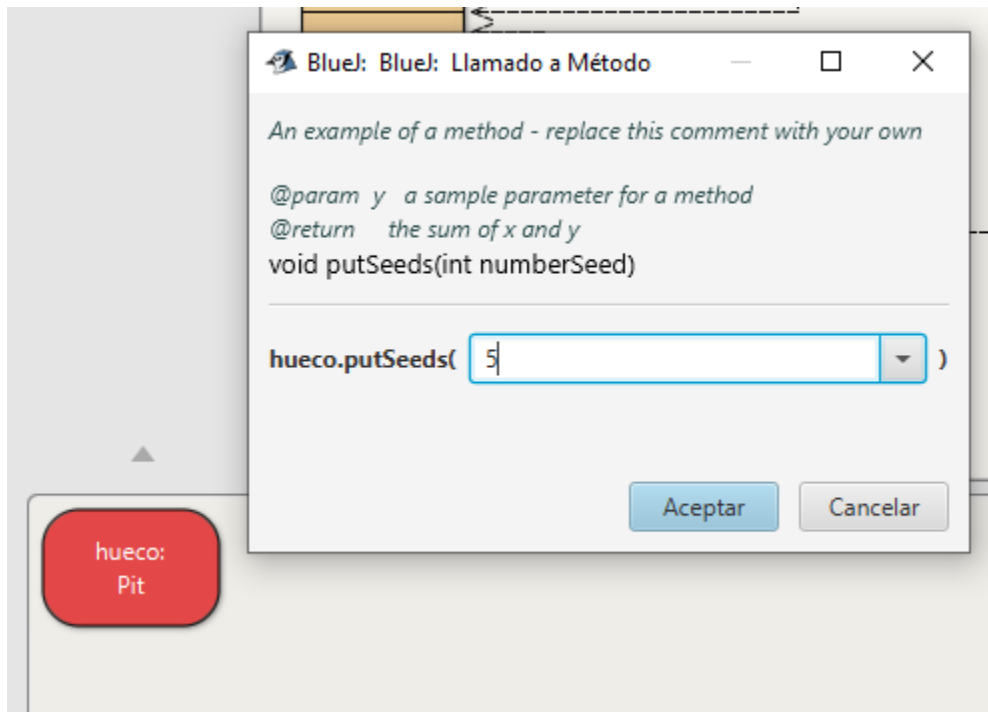 BlueJ: BlueJ: Llamado a Método
An example of a method - replace this comment with your own
@param y a sample parameter for a method
@return the sum of x and y
void putSeeds(int numberSeed)
hueco.putSeeds( 5 )
Aceptar
Cancelar
hueco:
Pit